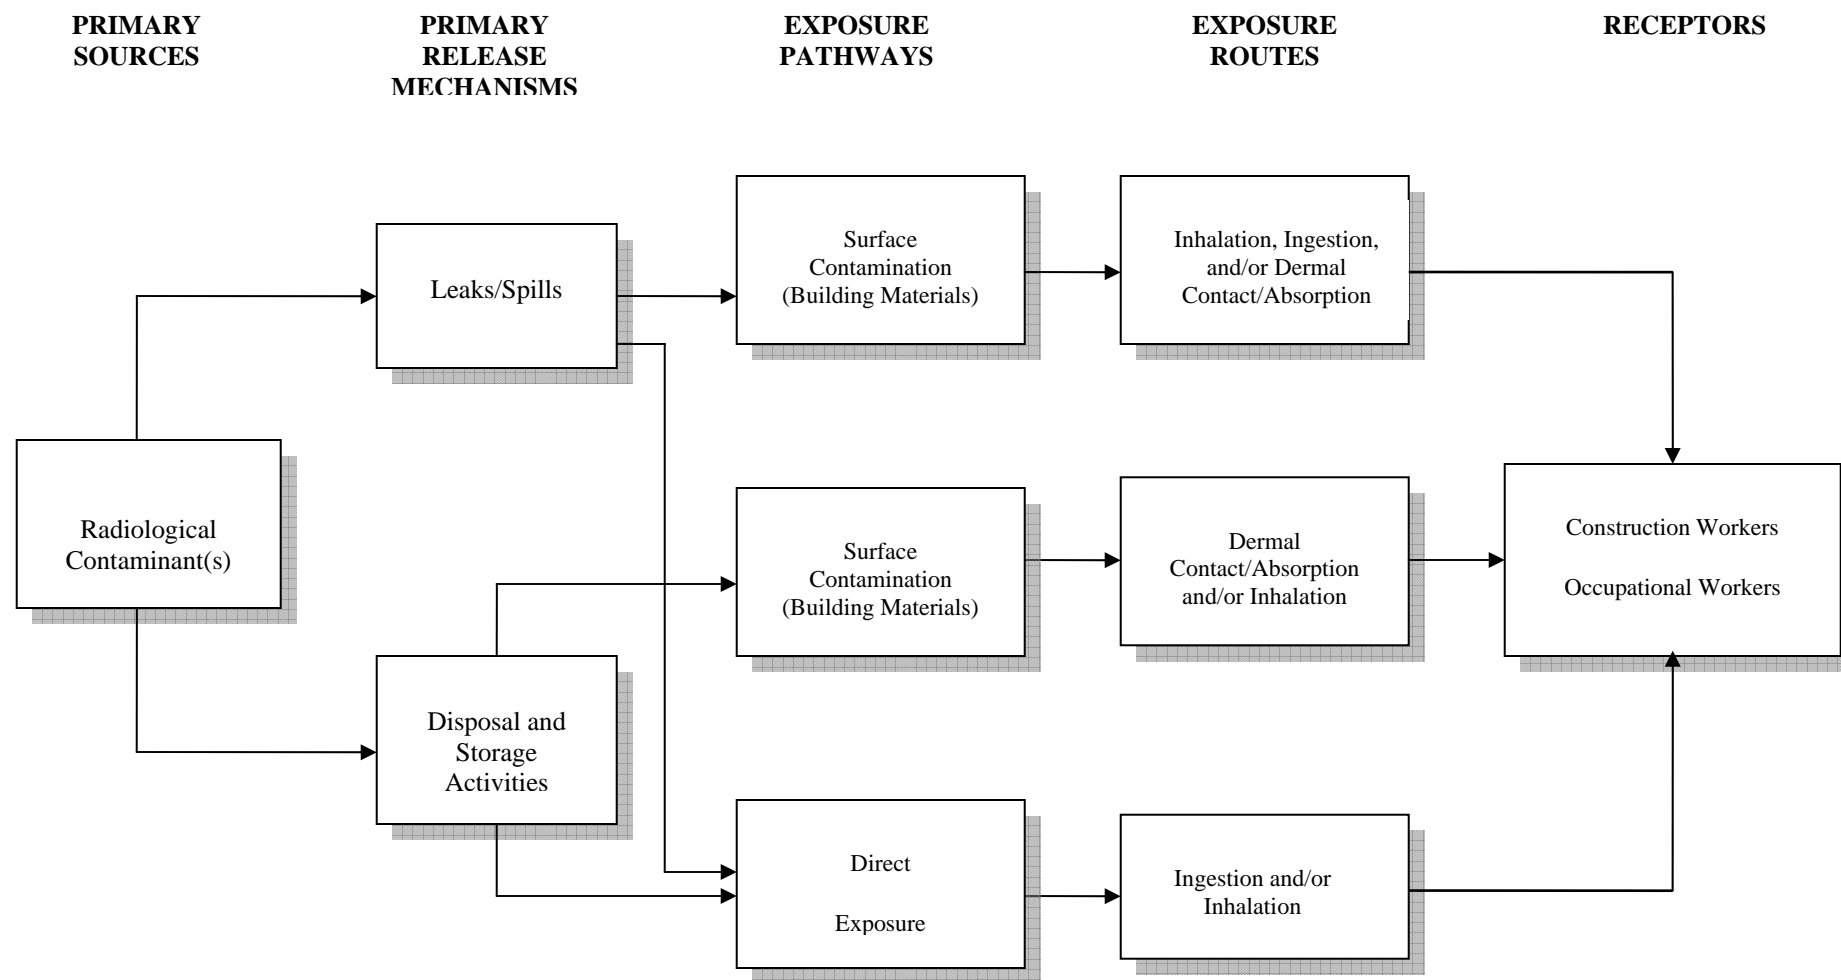 PRIMARY
SOURCES
PRIMARY
RELEASE
MECHANISMS
EXPOSURE
PATHWAYS
EXPOSURE
ROUTES
RECEPTORS
Leaks/Spills
Surface
Contamination
(Building Materials)
Inhalation, Ingestion,
and/or Dermal
Contact/Absorption
Radiological
Contaminant(s)
Surface
Contamination
(Building Materials)
Dermal
Contact/Absorption
and/or Inhalation
Construction Workers
Occupational Workers
Disposal and
Storage
Activities
Direct
Exposure
Ingestion and/or
Inhalation